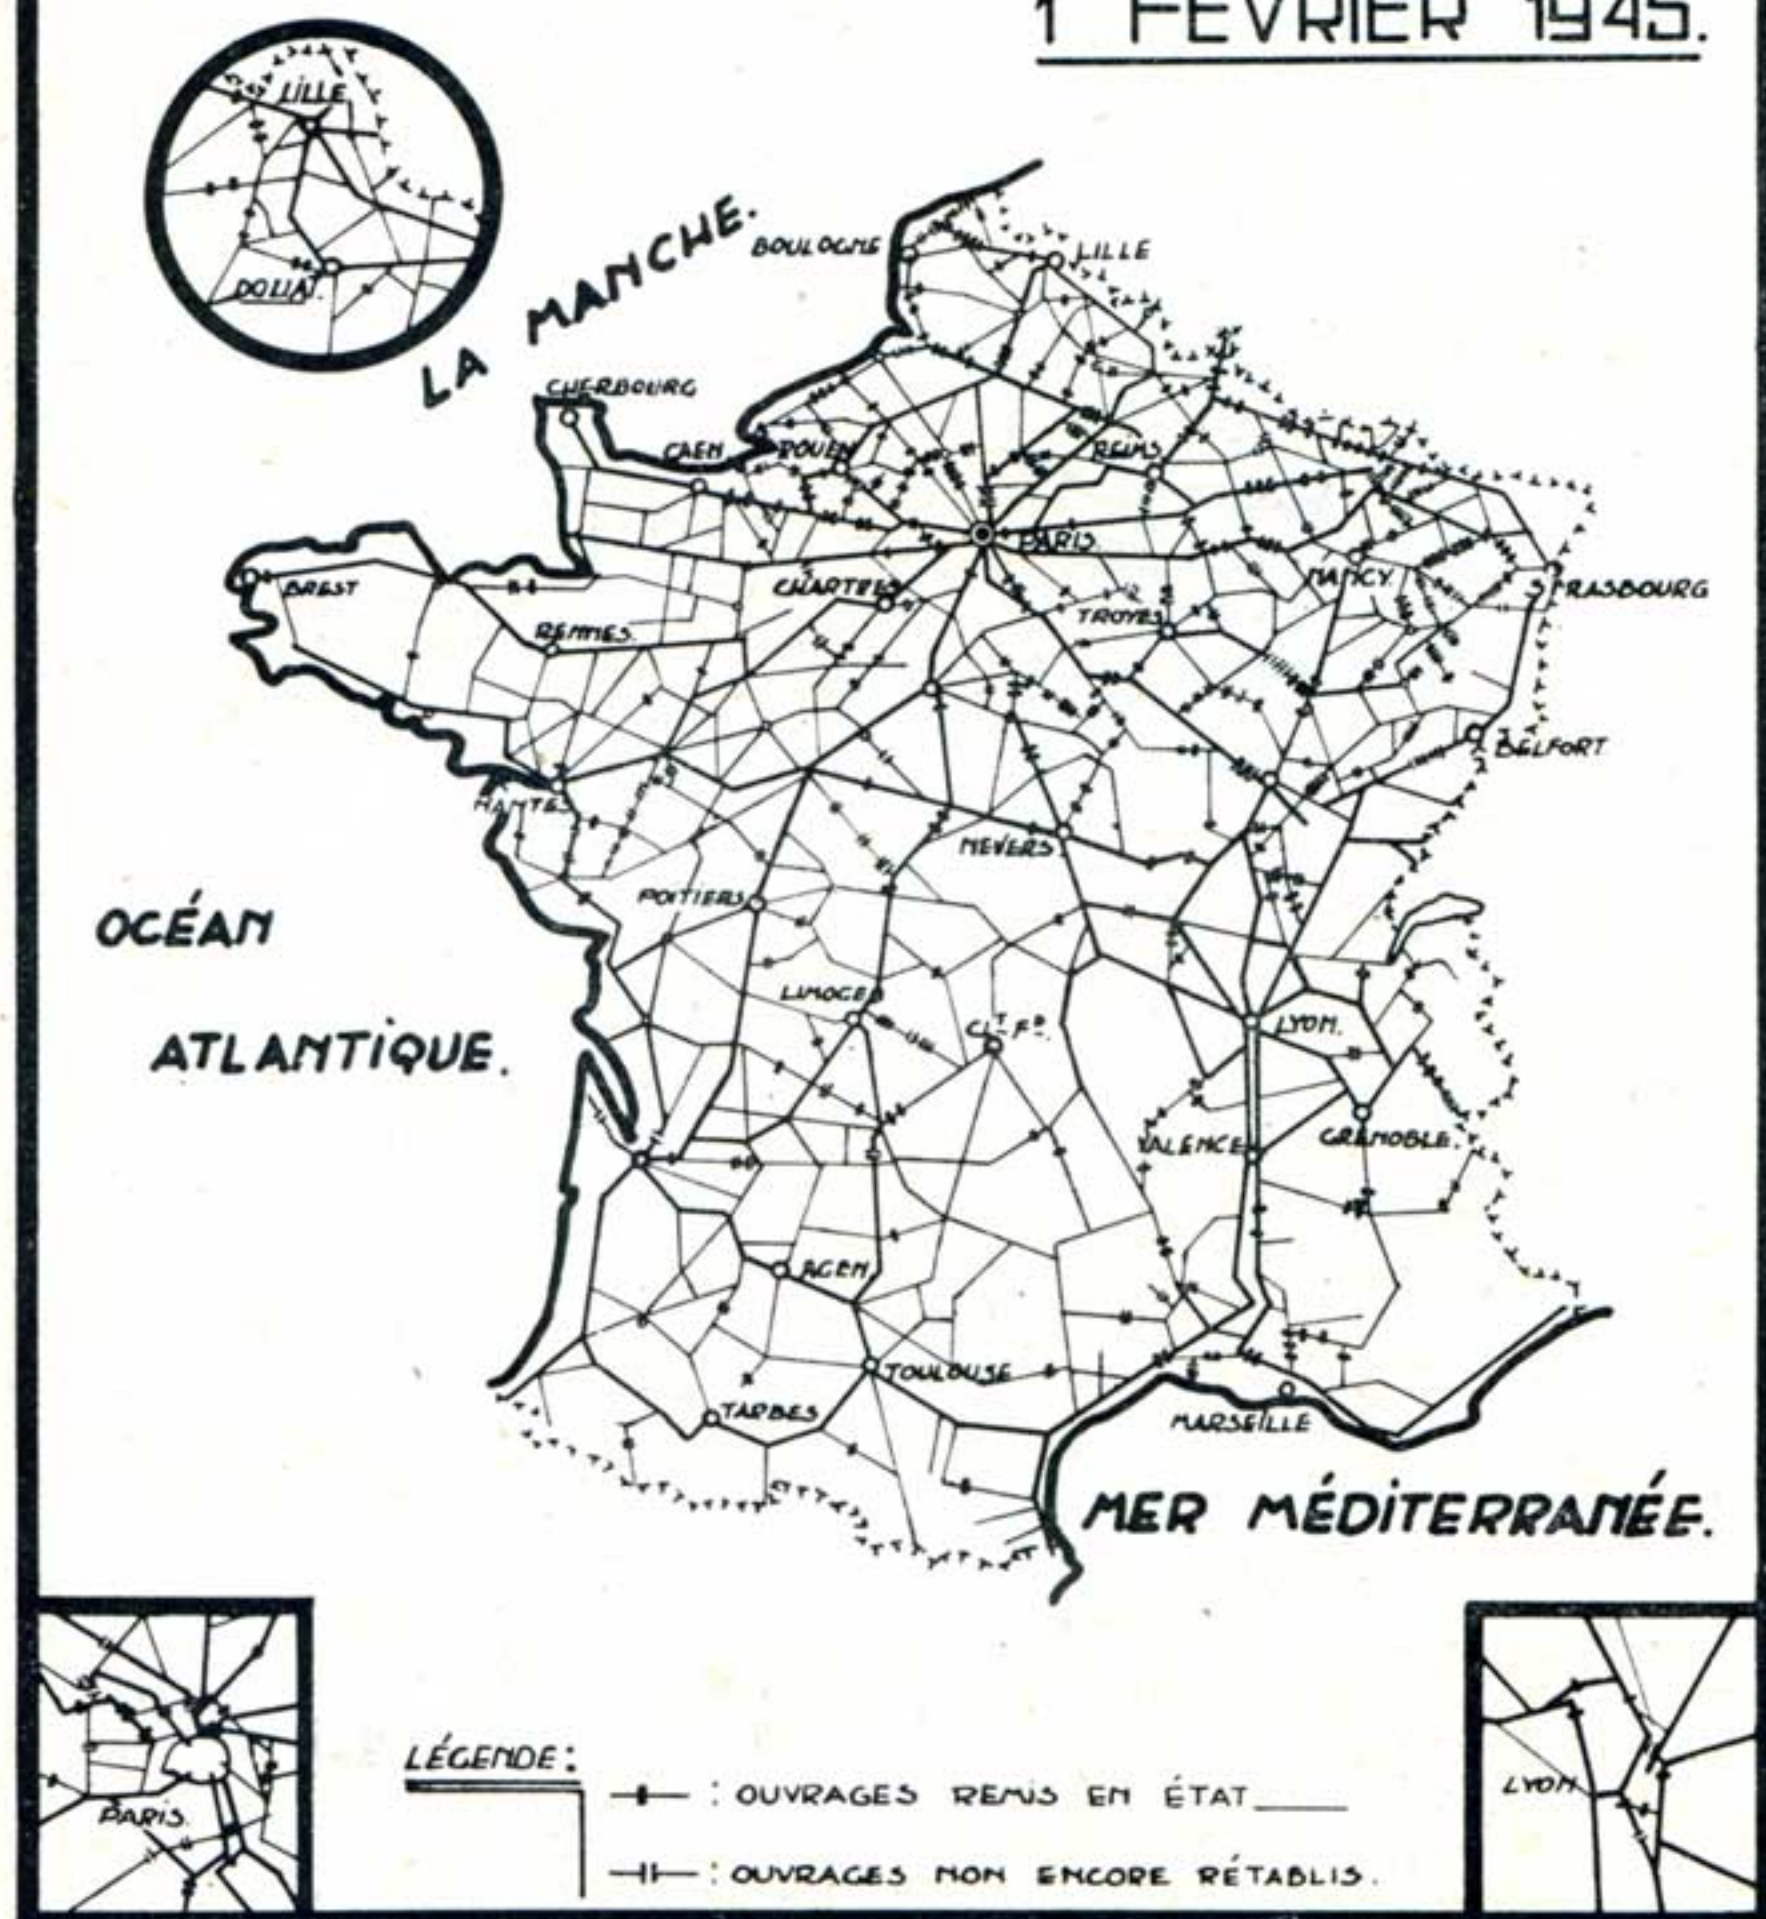 1 FÉVRIER 1945.
LILLE
DOUAI.
LA MANCHE.
BOULOGNE
LILLE
CHERBOURG
CAEN
ROUEN
REIMS
PARIS
BREST
CHARTRES
NANCY
STRASBOURG
TROYES
RENNES
BELFORT
NANTES
NEVERS
POITIERS
OCÉAN
ATLANTIQUE.
LIMOGES
CLT FD
LYON.
VALENCE
GRENOBLE.
AGEN
TOULOUSE
TARBES
MARSEILLE
MER MÉDITERRANÉE.
PARIS.
LYON
LÉGENDE:
: OUVRAGES REMIS EN ÉTAT
: OUVRAGES NON ENCORE RÉTABLIS.